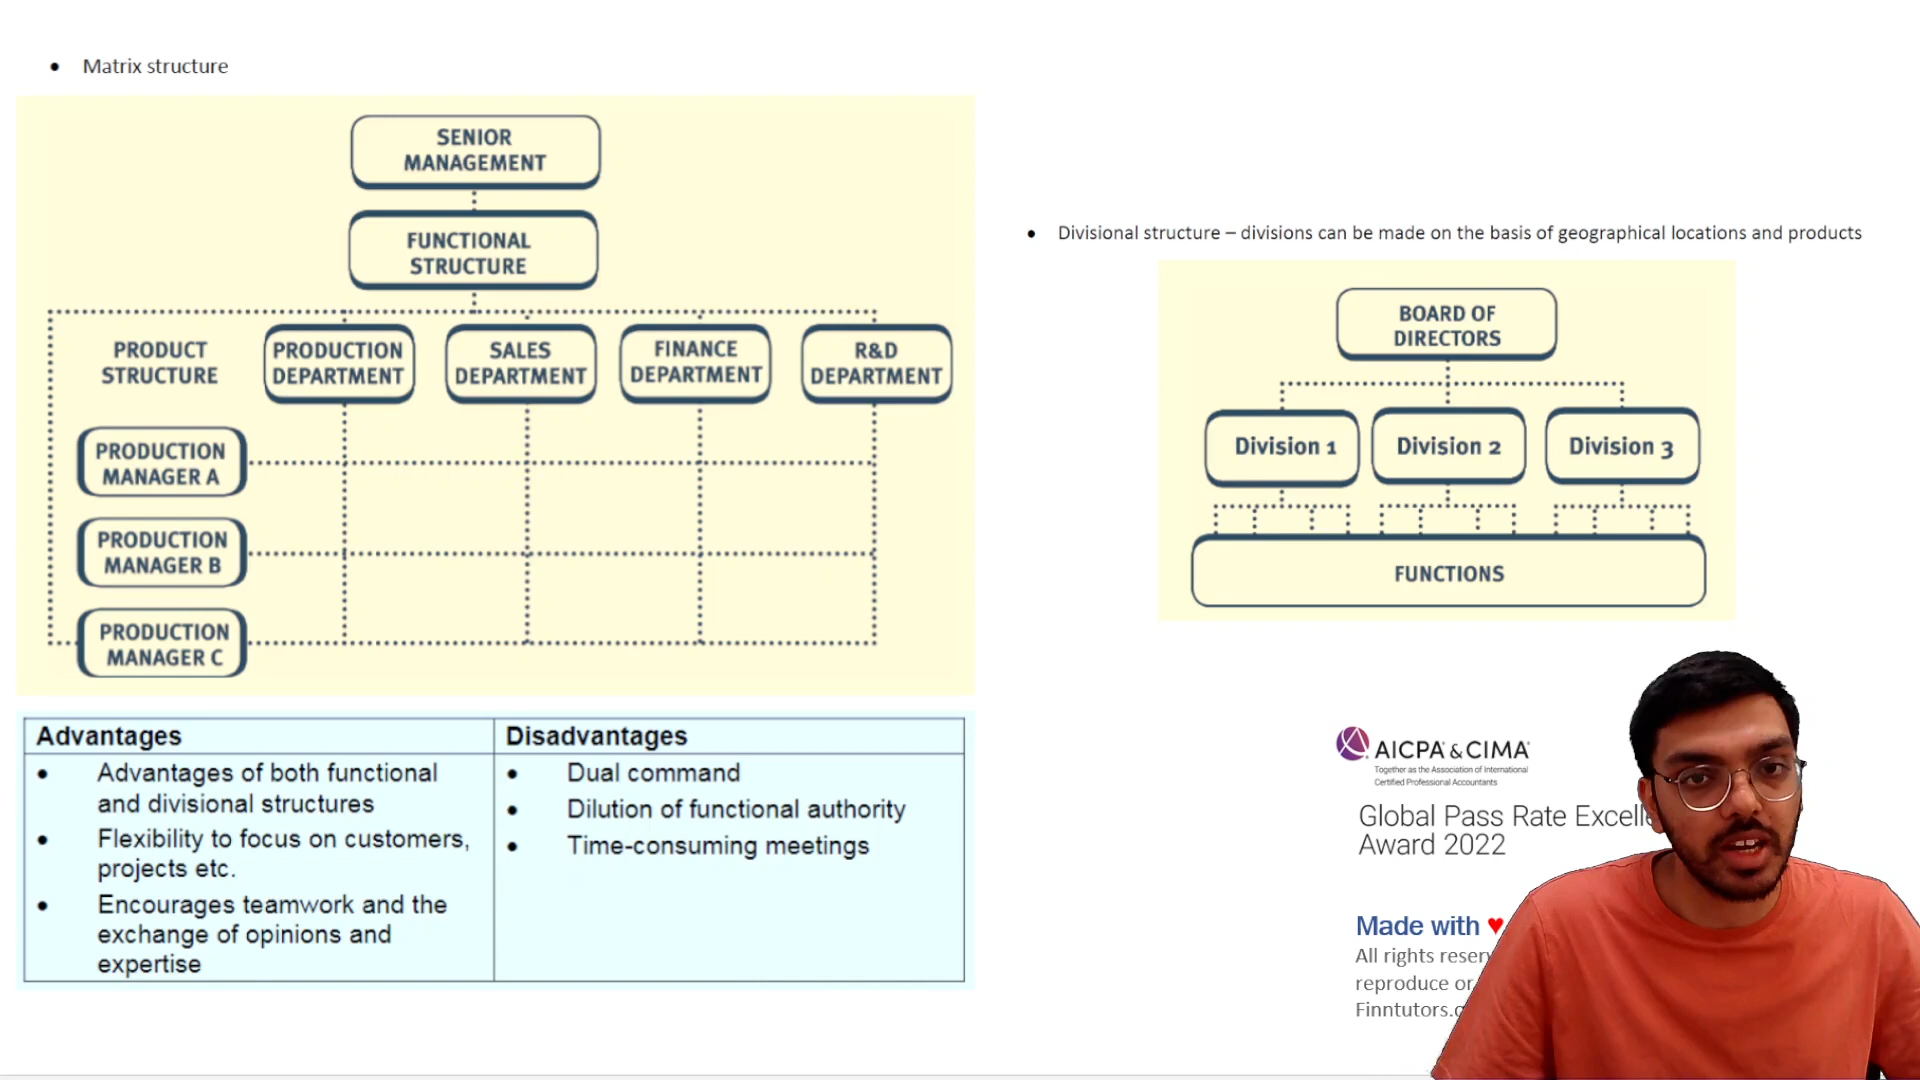 • Matrix structure
SENIOR
MANAGEMENT
FUNCTIONAL
STRUCTURE
PRODUCT
STRUCTURE
PRODUCTION
DEPARTMENT
SALES
DEPARTMENT
FINANCE
DEPARTMENT
R&D
DEPARTMENT
PRODUCTION
MANAGER A
PRODUCTION
MANAGER B
PRODUCTION
MANAGER C
Advantages
• Advantages of both functional
and divisional structures
• Flexibility to focus on customers,
projects etc.
• Encourages teamwork and the
exchange of opinions and
expertise
Disadvantages
• Dual command
• Dilution of functional authority
• Time-consuming meetings
• Divisional structure – divisions can be made on the basis of geographical locations and products
BOARD OF
DIRECTORS
Division 1
Division 2
Division 3
FUNCTIONS
AICPA & CIMA
Together as the Association of International
Certified Professional Accountants
Global Pass Rate
Award 2022
Made with ♥
All rights
reproduce or